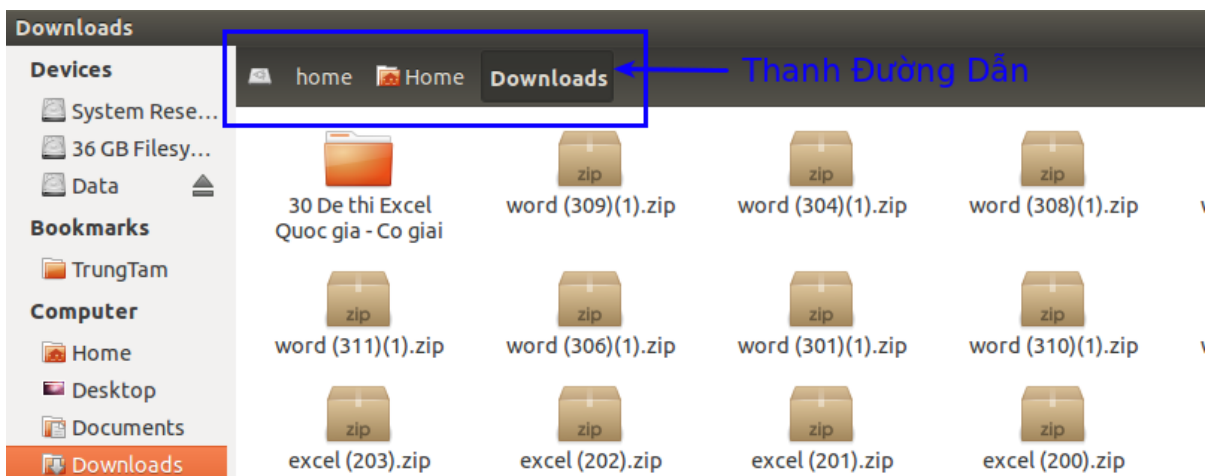 Downloads
Devices
System Rese...
36 GB Filesy...
Data
Bookmarks
TrungTam
Computer
Home
Desktop
Documents
Downloads
home Home Downloads
Thanh Đường Dẫn
30 De thi Excel
Quoc gia - Co giai
zip
word (309)(1).zip
zip
word (304)(1).zip
zip
word (308)(1).zip
zip
word (311)(1).zip
zip
word (306)(1).zip
zip
word (301)(1).zip
zip
word (310)(1).zip
zip
excel (203).zip
zip
excel (202).zip
zip
excel (201).zip
zip
excel (200).zip